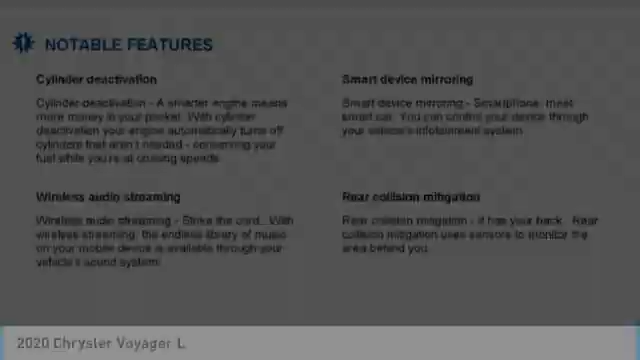 NOTABLE FEATURES
Cylinder deactivation
Cylinder deactivation - A smarter engine means
more money in your pocket. With cylinder
deactivation your engine automatically turns off
cylinders that aren't needed - conserving your
fuel while you're at cruising speeds.
Smart device mirroring
Smart device mirroring - Smartphone, meet
smart car. You can control your device through
your vehicle's infotainment system.
Wireless audio streaming
Wireless audio streaming - Strike the cord. With
wireless streaming, the endless library of music
on your mobile device is available through your
vehicle's sound system.
Rear collision mitigation
Rear collision mitigation - it has your back. Rear
collision mitigation uses sensors to monitor the
area behind you.
2020 Chrysler Voyager L